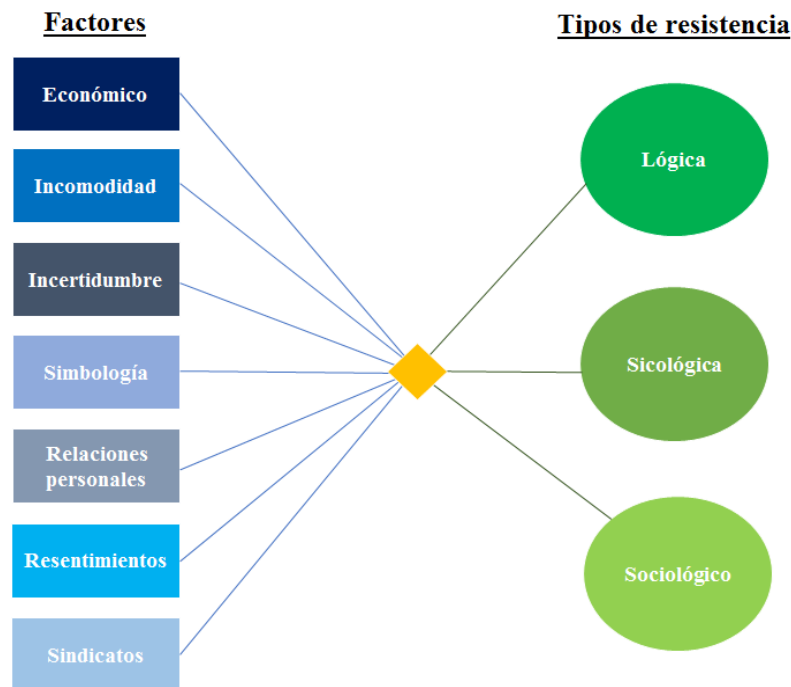 Factores
Económico
Incomodidad
Incertidumbre
Simbología
Relaciones
personales
Resentimientos
Sindicatos
Tipos de resistencia
Lógica
Sicológica
Sociológico